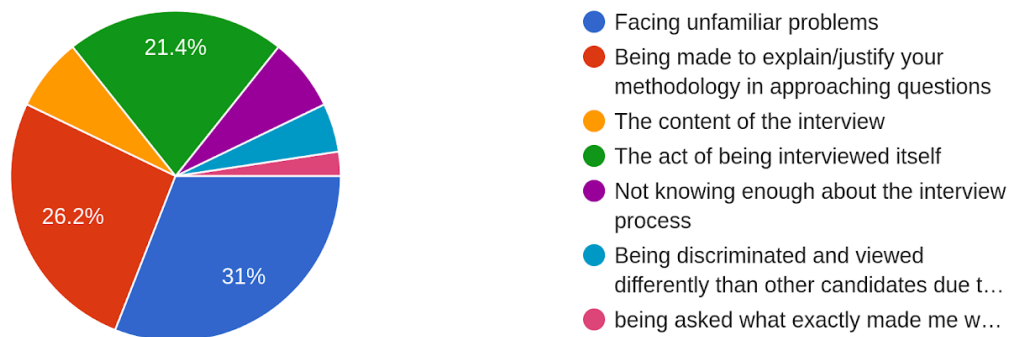 21.4%
26.2%
31%
Facing unfamiliar problems
Being made to explain/justify your
methodology in approaching questions
The content of the interview
The act of being interviewed itself
Not knowing enough about the interview
process
Being discriminated and viewed
differently than other candidates due t…
being asked what exactly made me w…